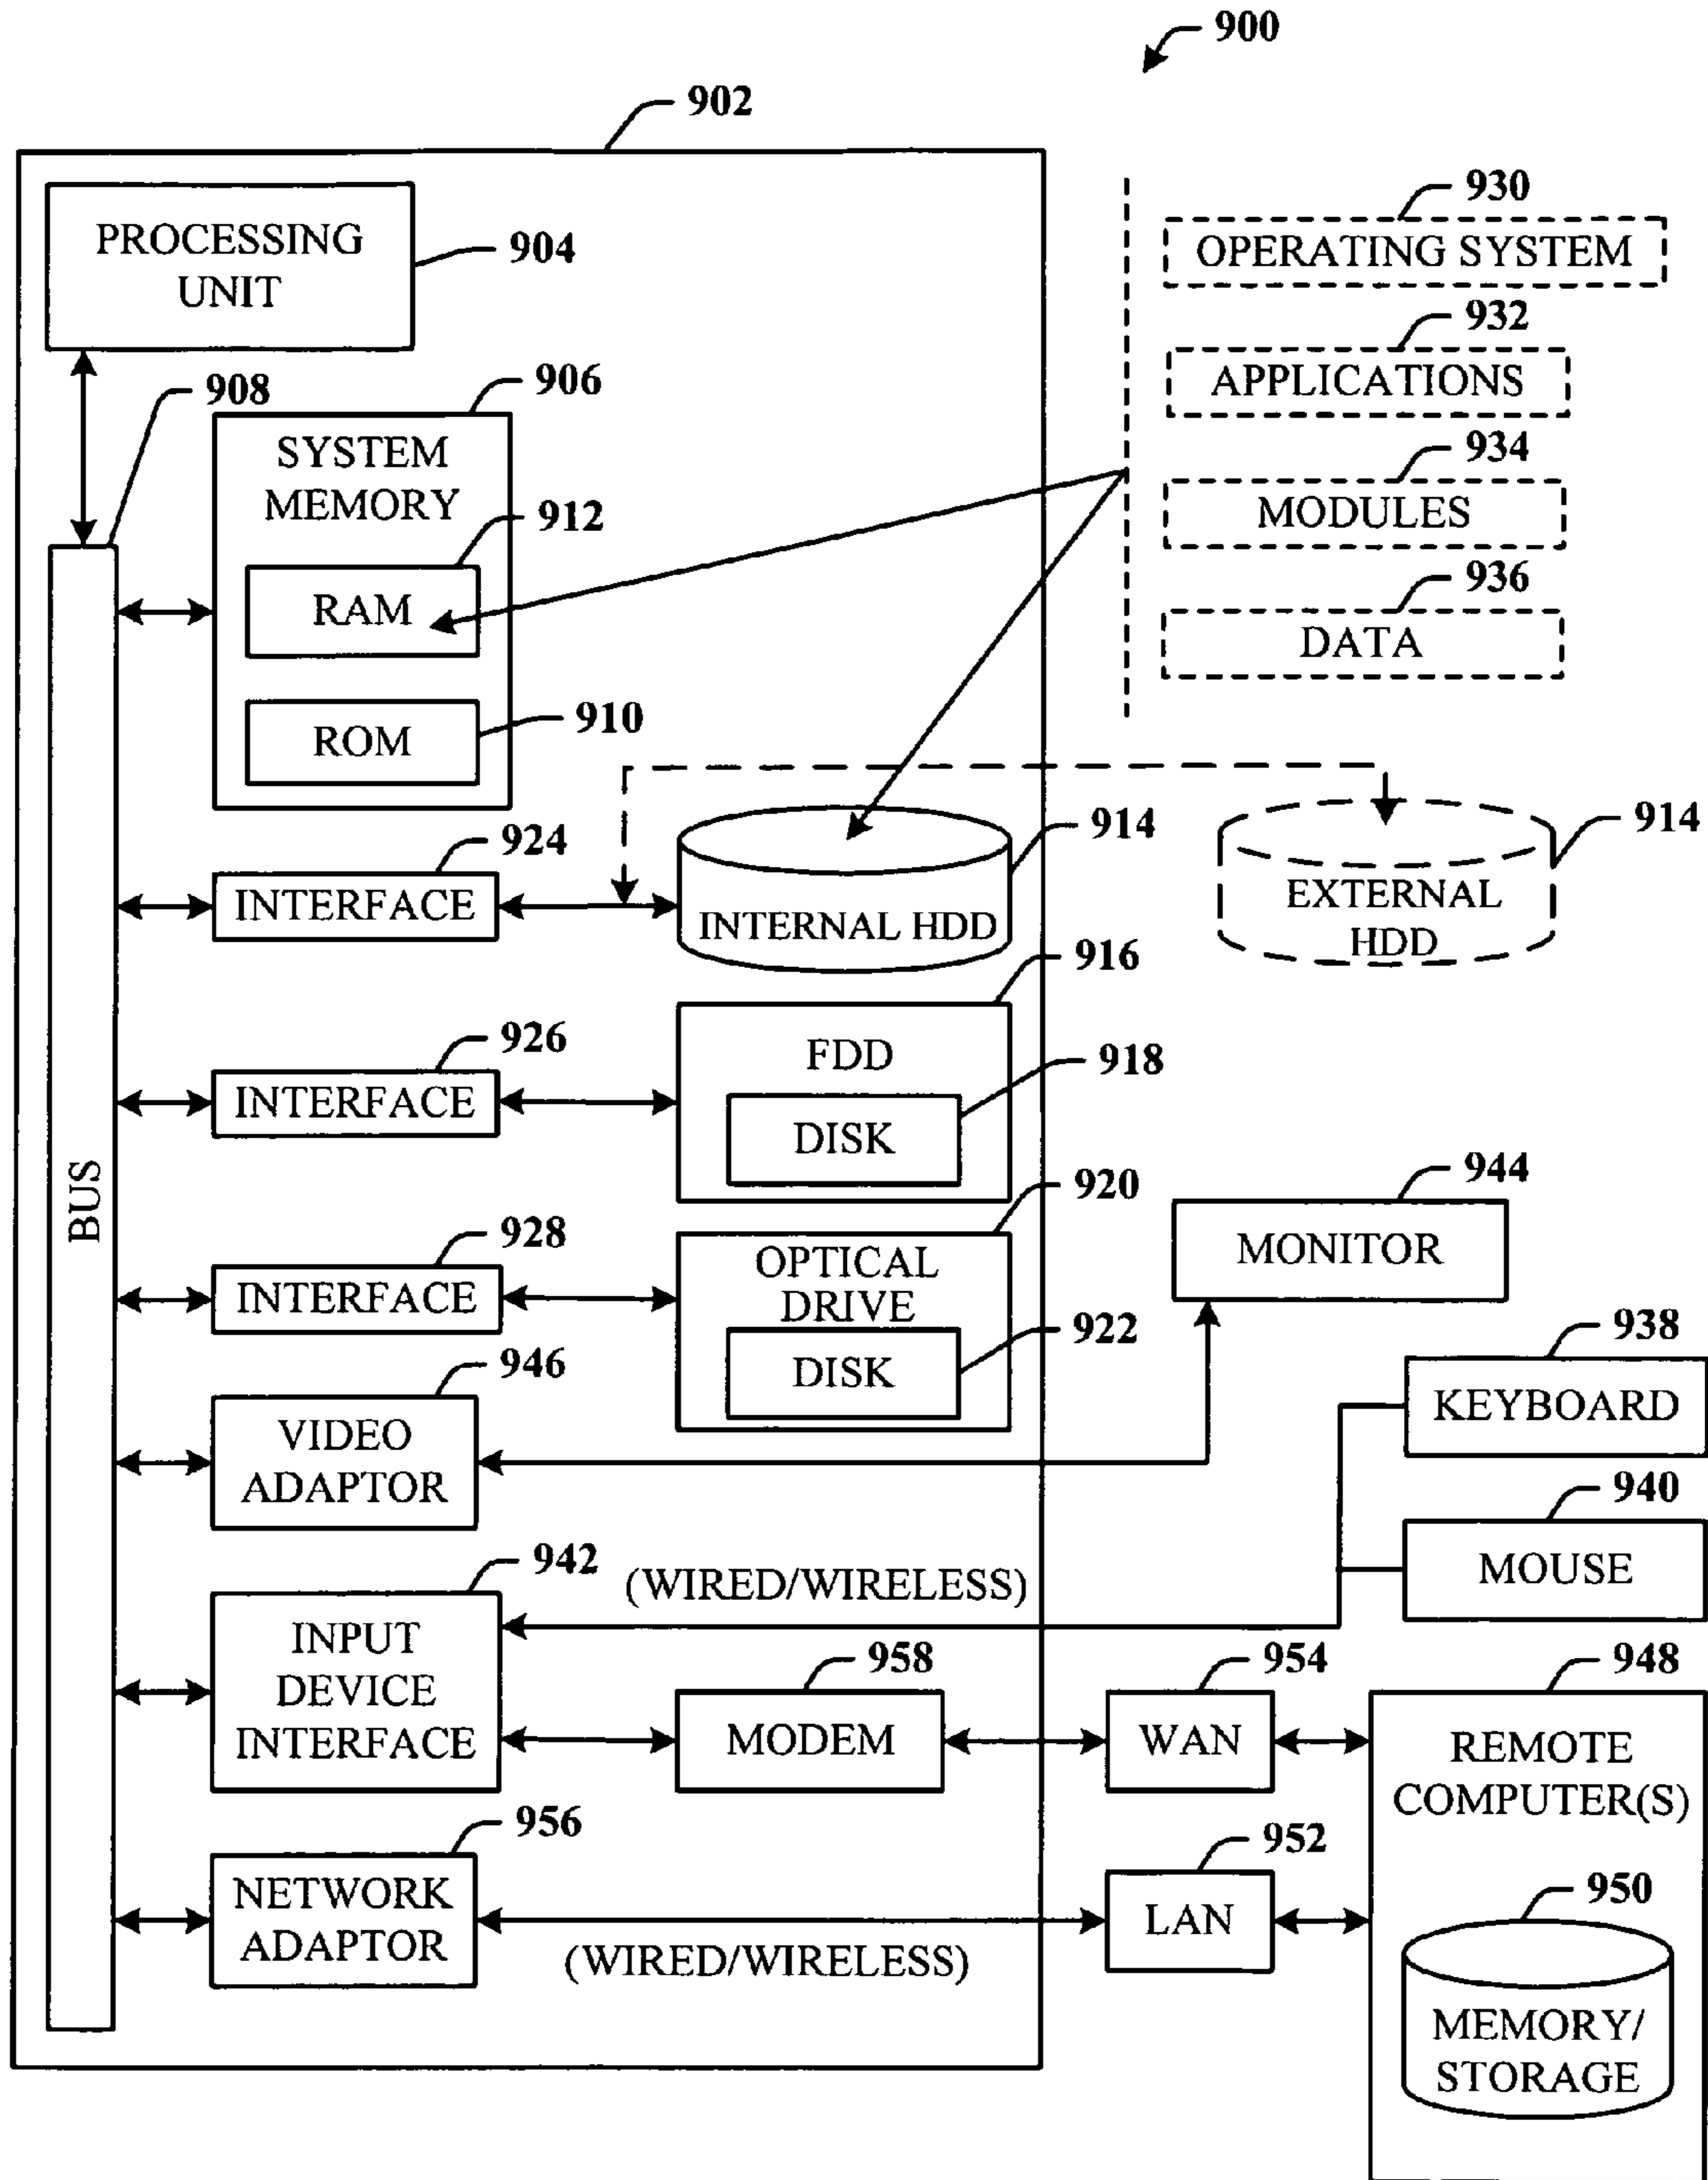 900
902
PROCESSING
UNIT
904
930
OPERATING SYSTEM
932
APPLICATIONS
934
MODULES
936
DATA
908
906
SYSTEM
MEMORY
912
RAM
910
ROM
BUS
924
INTERFACE
914
INTERNAL HDD
914
EXTERNAL
HDD
926
INTERFACE
916
FDD
918
DISK
928
INTERFACE
920
OPTICAL
DRIVE
922
DISK
944
MONITOR
946
VIDEO
ADAPTOR
938
KEYBOARD
940
MOUSE
942
INPUT
DEVICE
INTERFACE
(WIRED/WIRELESS)
958
MODEM
954
WAN
948
REMOTE
COMPUTER(S)
956
NETWORK
ADAPTOR
(WIRED/WIRELESS)
952
LAN
950
MEMORY/
STORAGE